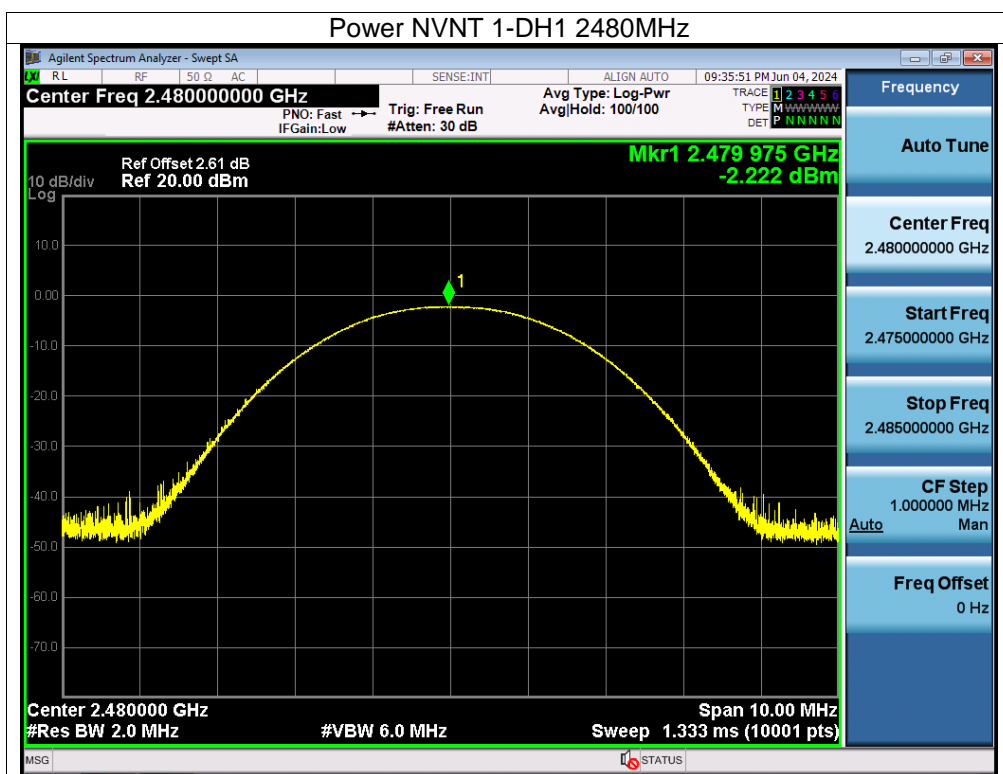 Power NVNT 1-DH1 2480MHz
Agilent Spectrum Analyzer - Swept SA
LXI RL RF 50 Ω AC SENSE:INT ALIGN AUTO 09:35:51 PM Jun 04, 2024
Center Freq 2.480000000 GHz
PNO: Fast
IFGain:Low
Trig: Free Run
#Atten: 30 dB
Avg Type: Log-Pwr
Avg|Hold: 100/100
TRACE 1 2 3 4 5 6
TYPE M WWWWW
DET P N N N N N
Ref Offset 2.61 dB
Ref 20.00 dBm
10 dB/div
Log
Mkr1 2.479 975 GHz
-2.222 dBm
10.0
0.00
-10.0
-20.0
-30.0
-40.0
-50.0
-60.0
-70.0
1
Center 2.480000 GHz
Span 10.00 MHz
#Res BW 2.0 MHz
#VBW 6.0 MHz
Sweep 1.333 ms (10001 pts)
MSG
STATUS
Frequency
Auto Tune
Center Freq
2.480000000 GHz
Start Freq
2.475000000 GHz
Stop Freq
2.485000000 GHz
CF Step
1.000000 MHz
Auto Man
Freq Offset
0 Hz